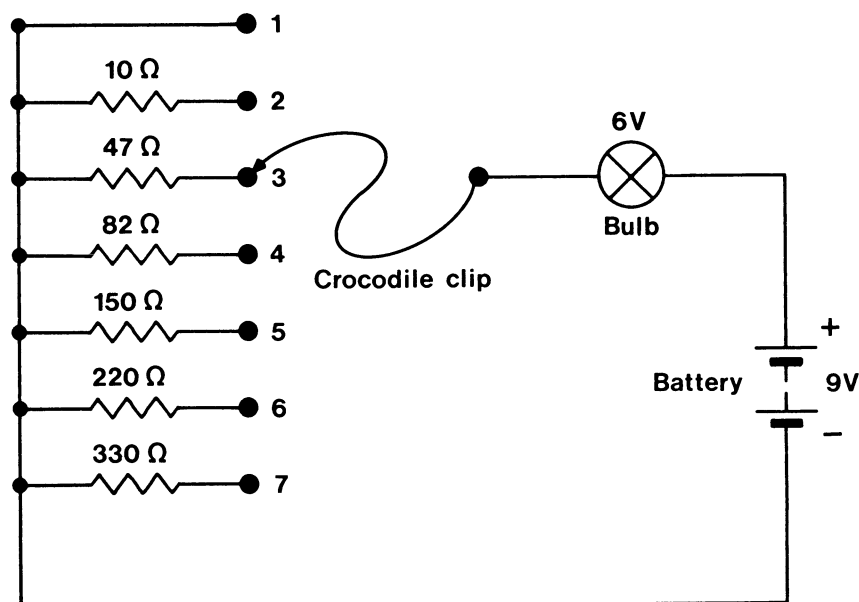 1
10 Ω
2
47 Ω
3
82 Ω
4
150 Ω
5
220 Ω
6
330 Ω
7
Crocodile clip
6V
Bulb
Battery
+
9V
–